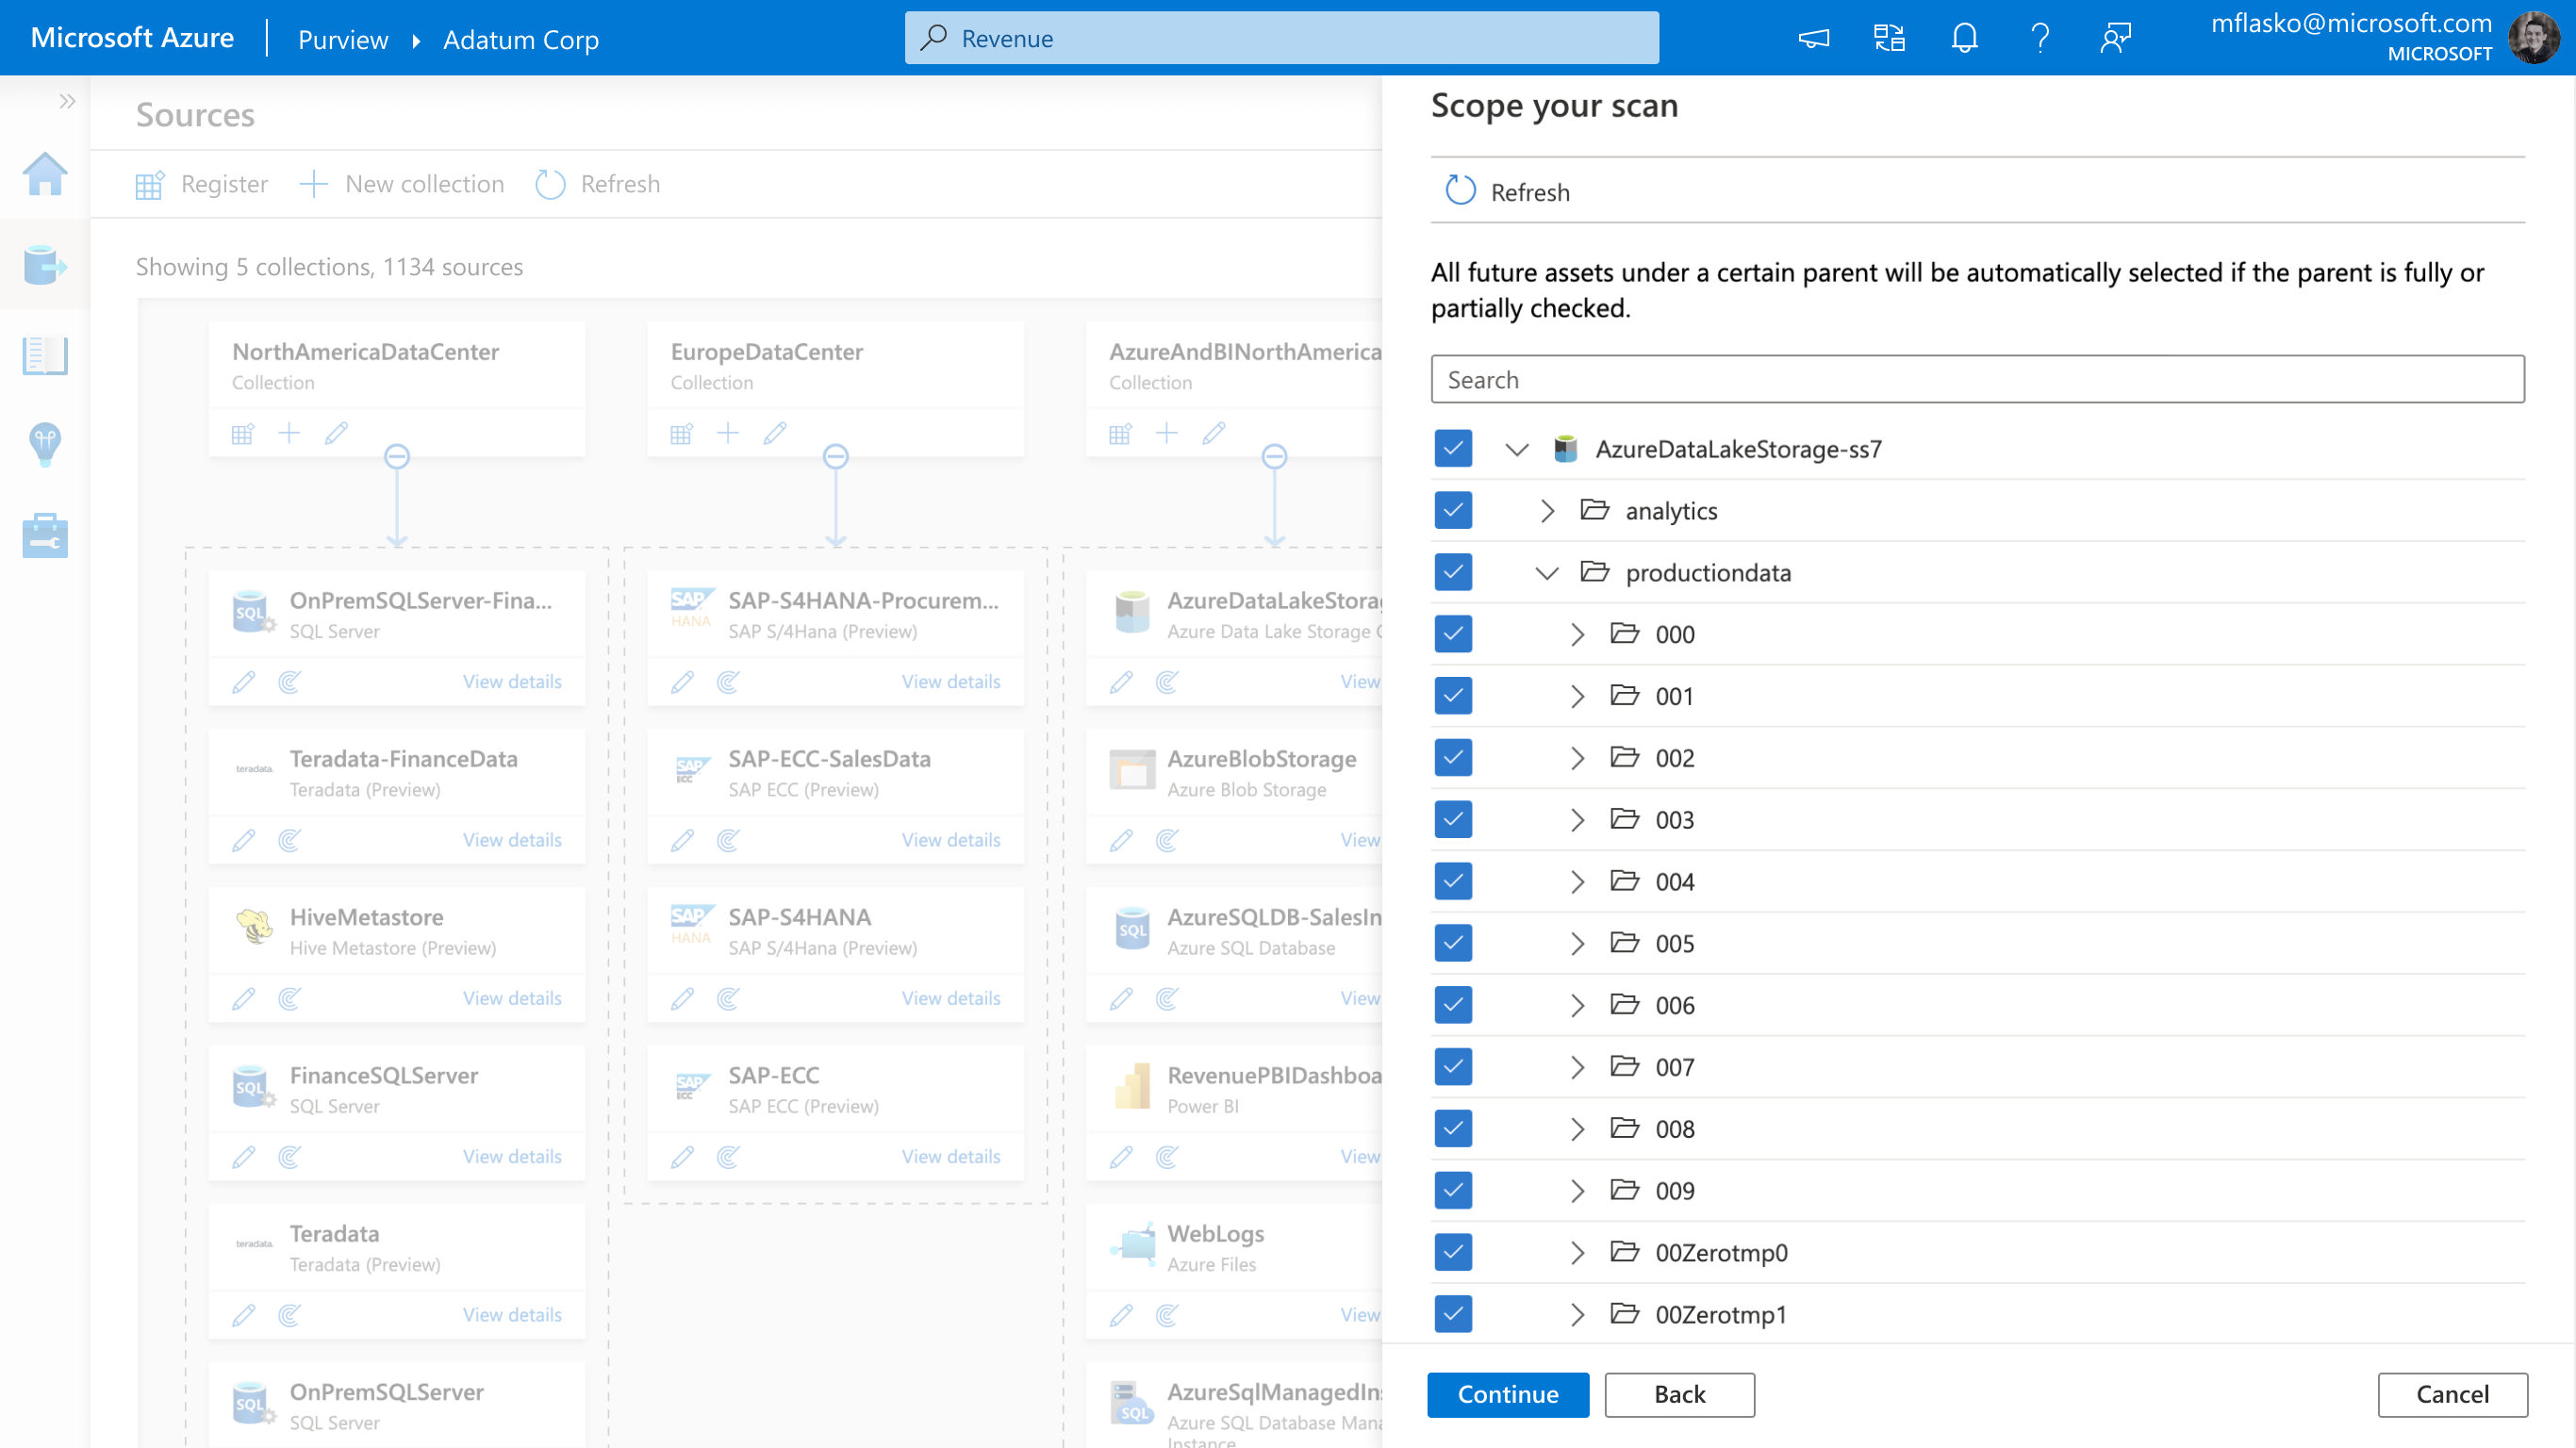 Microsoft Azure
Purview
Adatum Corp
Revenue
mflasko@microsoft.com
MICROSOFT
Sources
Register
New collection
Refresh
Showing 5 collections, 1134 sources
NorthAmericaDataCenter
Collection
EuropeDataCenter
Collection
AzureAndBINorthAmerica
Collection
OnPremSQLServer-Fina...
SQL Server
View details
Teradata-FinanceData
Teradata (Preview)
View details
HiveMetastore
Hive Metastore (Preview)
View details
FinanceSQLServer
SQL Server
View details
Teradata
Teradata (Preview)
View details
OnPremSQLServer
SQL Server
SAP-S4HANA-Procurem...
SAP S/4Hana (Preview)
View details
SAP-ECC-SalesData
SAP ECC (Preview)
View details
SAP-S4HANA
SAP S/4Hana (Preview)
View details
SAP-ECC
SAP ECC (Preview)
View details
AzureDataLakeStorag
Azure Data Lake Storage
View
AzureBlobStorage
Azure Blob Storage
View
AzureSQLDB-SalesIn
Azure SQL Database
View
RevenuePBIDashboa
Power BI
View
WebLogs
Azure Files
View
AzureSqlManagedIns
Azure SQL Database Mana
Instance
Scope your scan
Refresh
All future assets under a certain parent will be automatically selected if the parent is fully or
partially checked.
Search
AzureDataLakeStorage-ss7
analytics
productiondata
000
001
002
003
004
005
006
007
008
009
00Zerotmp0
00Zerotmp1
Continue
Back
Cancel